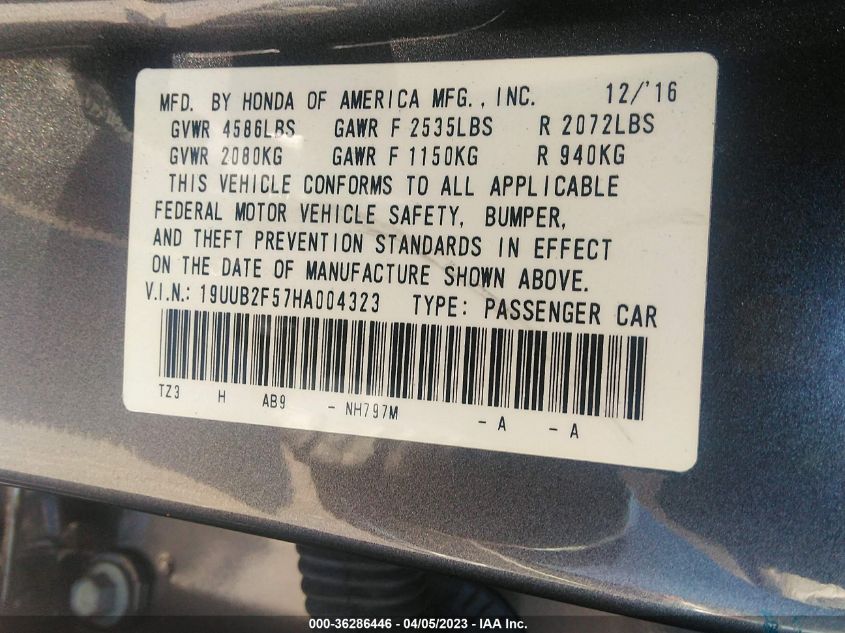 MFD. BY HONDA OF AMERICA MFG., INC. 12/'16
GVWR 4586LBS GAWR F 2535LBS R 2072LBS
GVWR 2080KG GAWR F 1150KG R 940KG
THIS VEHICLE CONFORMS TO ALL APPLICABLE
FEDERAL MOTOR VEHICLE SAFETY, BUMPER,
AND THEFT PREVENTION STANDARDS IN EFFECT
ON THE DATE OF MANUFACTURE SHOWN ABOVE.
V.I.N.: 19UUB2F57HA004323 TYPE: PASSENGER CAR
TZ3 H AB9 - NH797M - A - A
000-36286446 - 04/05/2023 - IAA Inc.